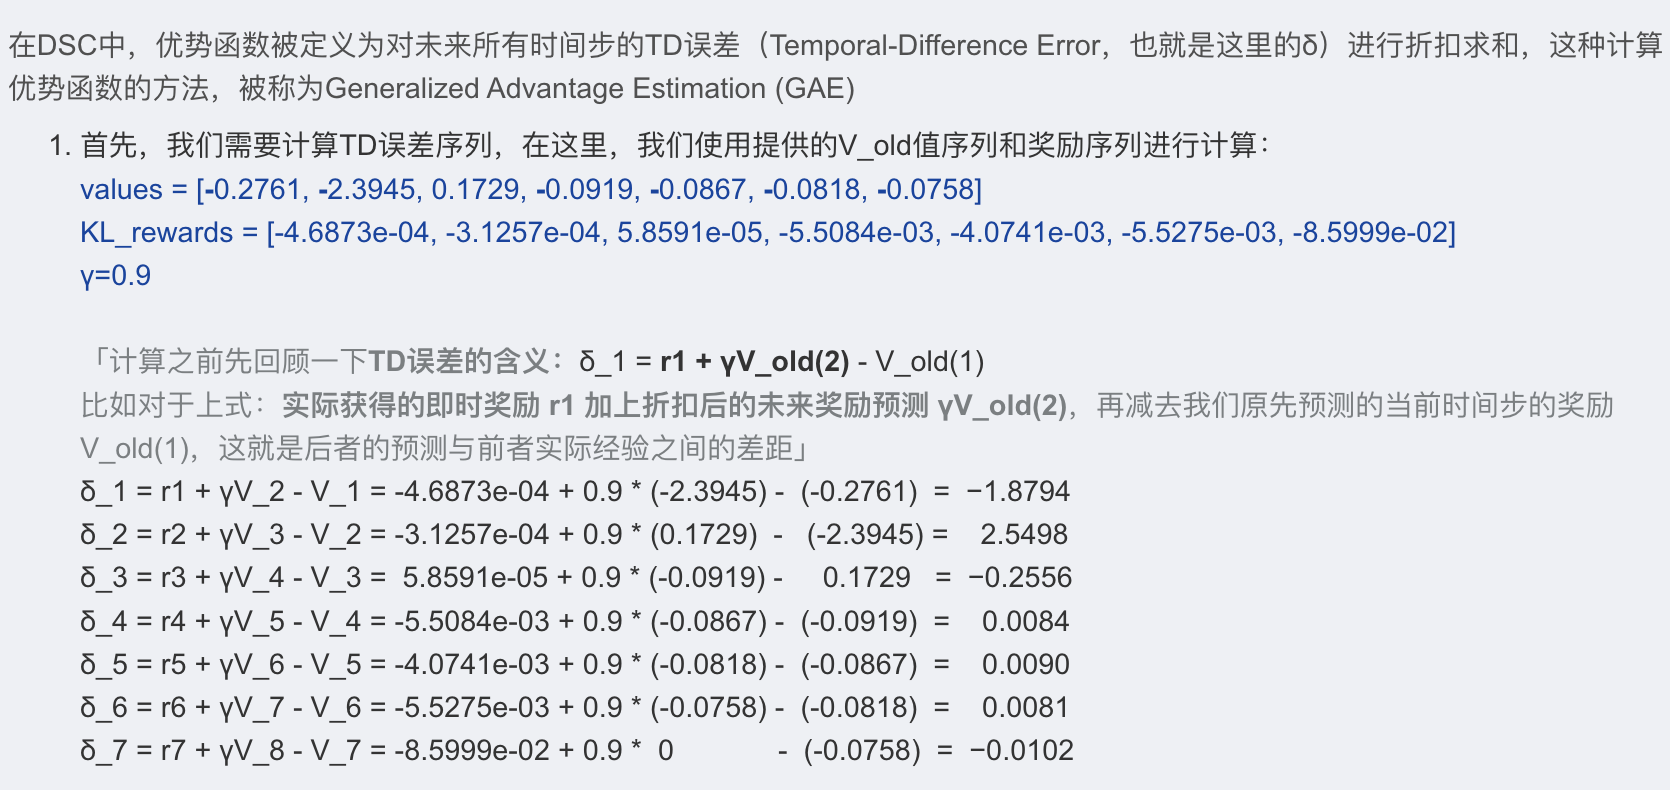 在DSC中，优势函数被定义为对未来所有时间步的TD误差（Temporal-Difference Error，也就是这里的δ）进行折扣求和，这种计算
优势函数的方法，被称为Generalized Advantage Estimation (GAE)
1. 首先，我们需要计算TD误差序列，在这里，我们使用提供的V_old值序列和奖励序列进行计算：
values = [-0.2761, -2.3945, 0.1729, -0.0919, -0.0867, -0.0818, -0.0758]
KL_rewards = [-4.6873e-04, -3.1257e-04, 5.8591e-05, -5.5084e-03, -4.0741e-03, -5.5275e-03, -8.5999e-02]
γ=0.9
「计算之前先回顾一下TD误差的含义：δ_1 = r1 + γV_old(2) - V_old(1)
比如对于上式：实际获得的即时奖励 r1 加上折扣后的未来奖励预测 γV_old(2)，再减去我们原先预测的当前时间步的奖励
V_old(1)，这就是后者的预测与前者实际经验之间的差距」
δ_1 = r1 + γV_2 - V_1 = -4.6873e-04 + 0.9 * (-2.3945) - (-0.2761) = −1.8794
δ_2 = r2 + γV_3 - V_2 = -3.1257e-04 + 0.9 * (0.1729) - (-2.3945) = 2.5498
δ_3 = r3 + γV_4 - V_3 = 5.8591e-05 + 0.9 * (-0.0919) - 0.1729 = −0.2556
δ_4 = r4 + γV_5 - V_4 = -5.5084e-03 + 0.9 * (-0.0867) - (-0.0919) = 0.0084
δ_5 = r5 + γV_6 - V_5 = -4.0741e-03 + 0.9 * (-0.0818) - (-0.0867) = 0.0090
δ_6 = r6 + γV_7 - V_6 = -5.5275e-03 + 0.9 * (-0.0758) - (-0.0818) = 0.0081
δ_7 = r7 + γV_8 - V_7 = -8.5999e-02 + 0.9 * 0 - (-0.0758) = −0.0102